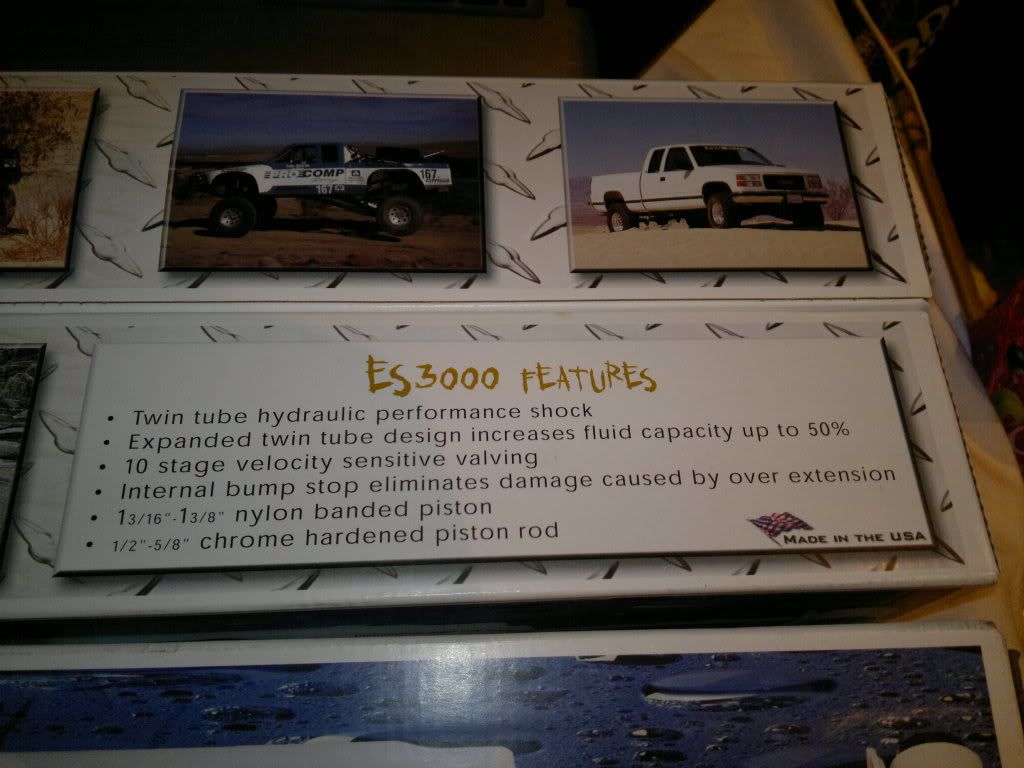 PRO COMP
167
167
ES3000 FEATURES
• Twin tube hydraulic performance shock
• Expanded twin tube design increases fluid capacity up to 50%
• 10 stage velocity sensitive valving
• Internal bump stop eliminates damage caused by over extension
• 13/16"-13/8" nylon banded piston
• 1/2"-5/8" chrome hardened piston rod
MADE IN THE USA